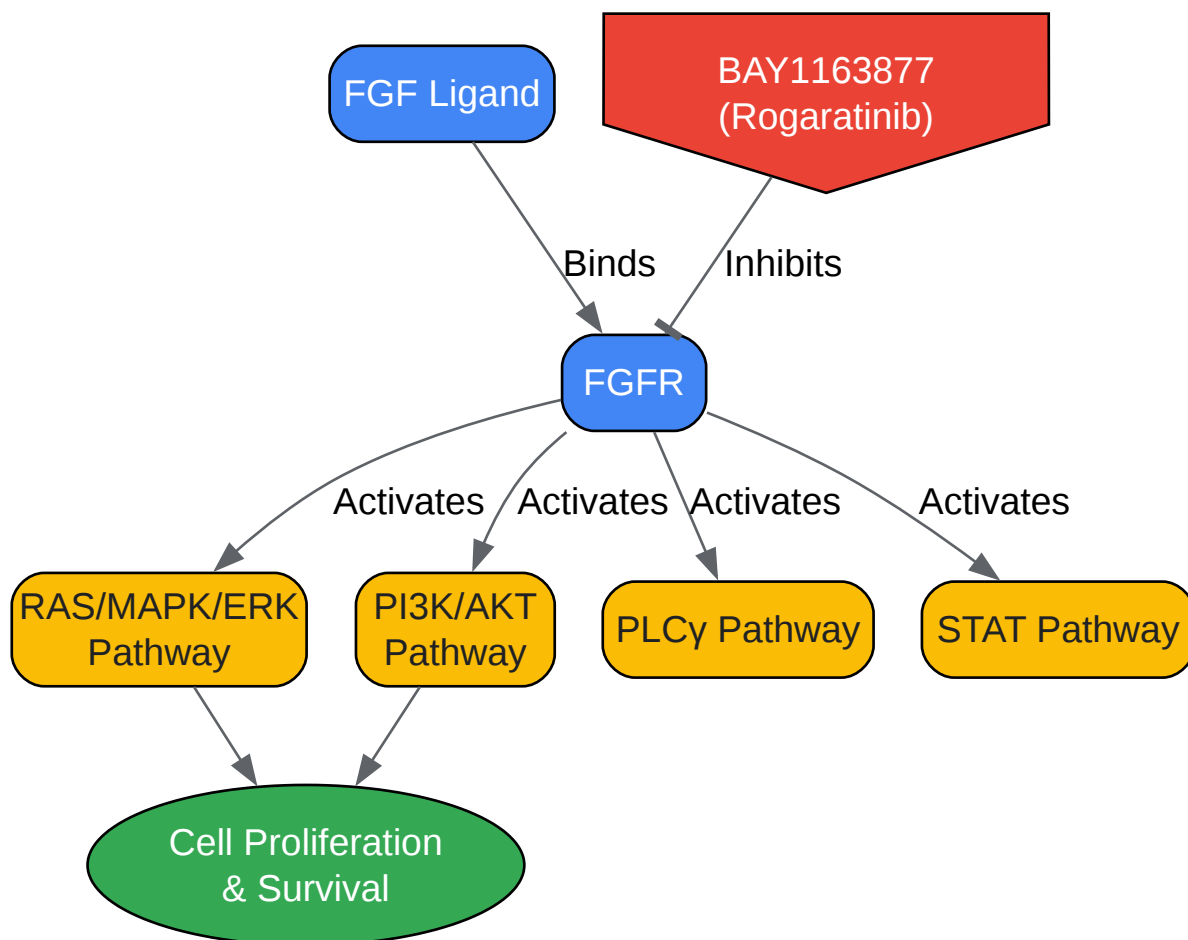 FGF Ligand
BAY1163877
(Rogaratinib)
Binds
Inhibits
FGFR
Activates
Activates
Activates
Activates
RAS/MAPK/ERK
Pathway
PI3K/AKT
Pathway
PLCγ Pathway
STAT Pathway
Cell Proliferation
& Survival